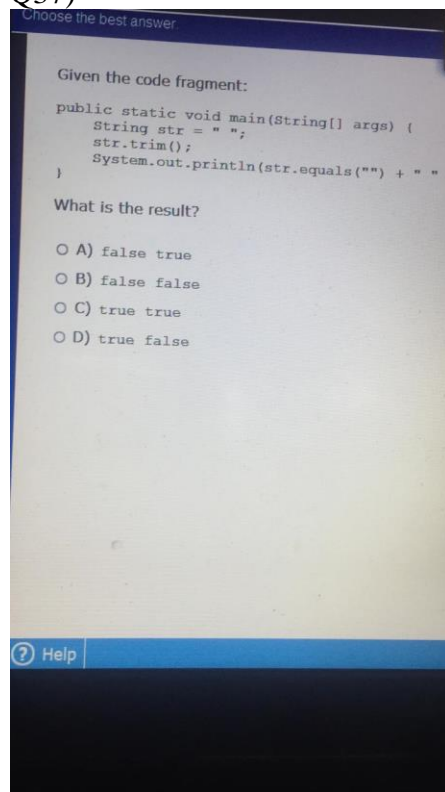 Q37)
Choose the best answer.
Given the code fragment:
public static void main(String[] args) {
String str = " ";
str.trim();
System.out.println(str.equals("") + " "
}
What is the result?
A) false true
B) false false
C) true true
D) true false
? Help